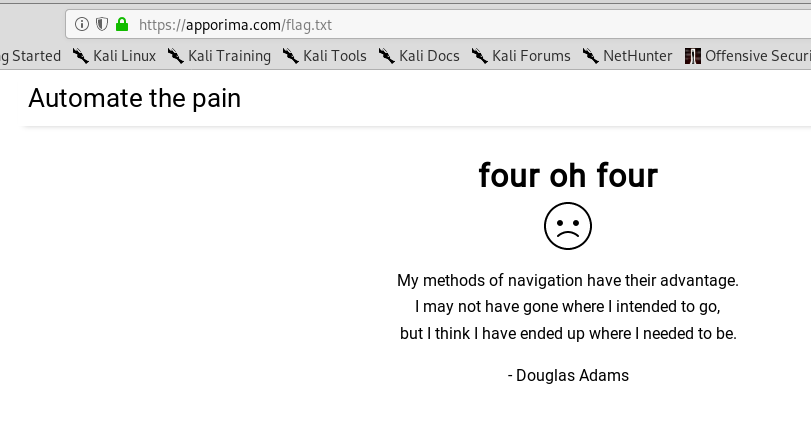 https://apporima.com/flag.txt
g Started Kali Linux Kali Training Kali Tools Kali Docs Kali Forums NetHunter Offensive Securi
Automate the pain
four oh four
My methods of navigation have their advantage.
I may not have gone where I intended to go,
but I think I have ended up where I needed to be.
- Douglas Adams